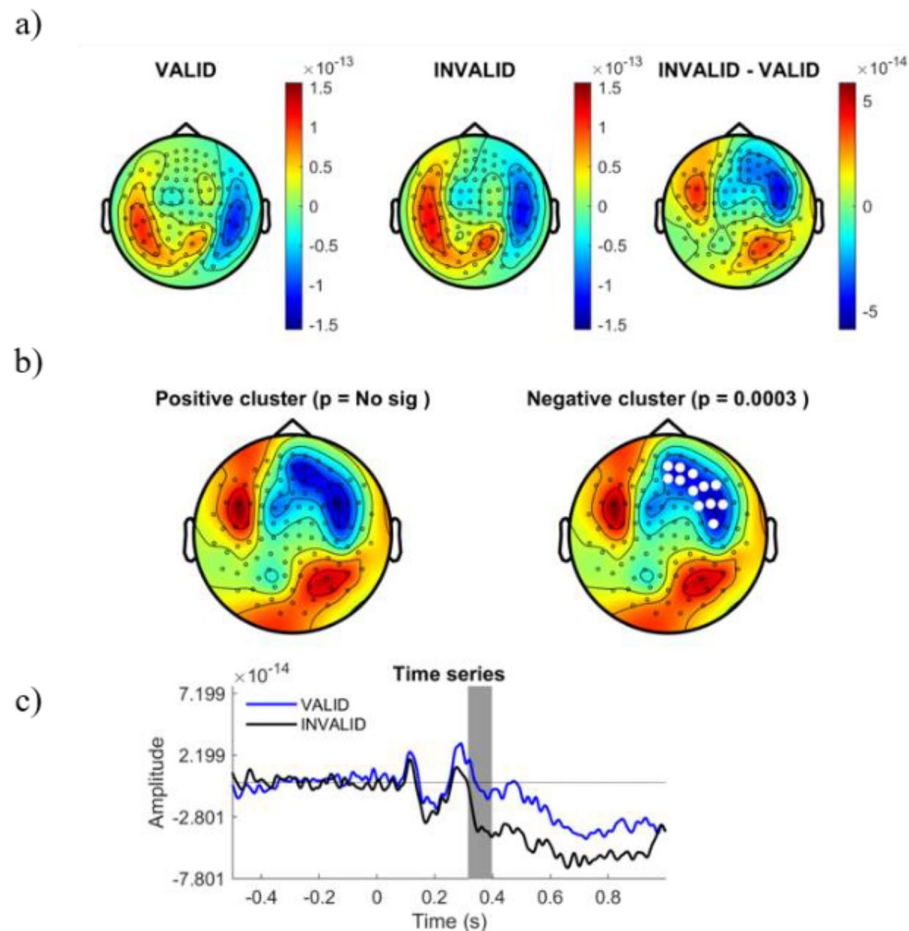 a)
VALID
INVALID
INVALID - VALID
×10-13
×10-13
×10-14
1.5
1
0.5
0
-0.5
-1
-1.5
1.5
1
0.5
0
-0.5
-1
-1.5
5
0
-5
b)
Positive cluster (p = No sig )
Negative cluster (p = 0.0003 )
c)
×10-14
Time series
7.199
2.199
-2.801
-7.801
Amplitude
VALID
INVALID
-0.4 -0.2 0 0.2 0.4 0.6 0.8 1
Time (s)